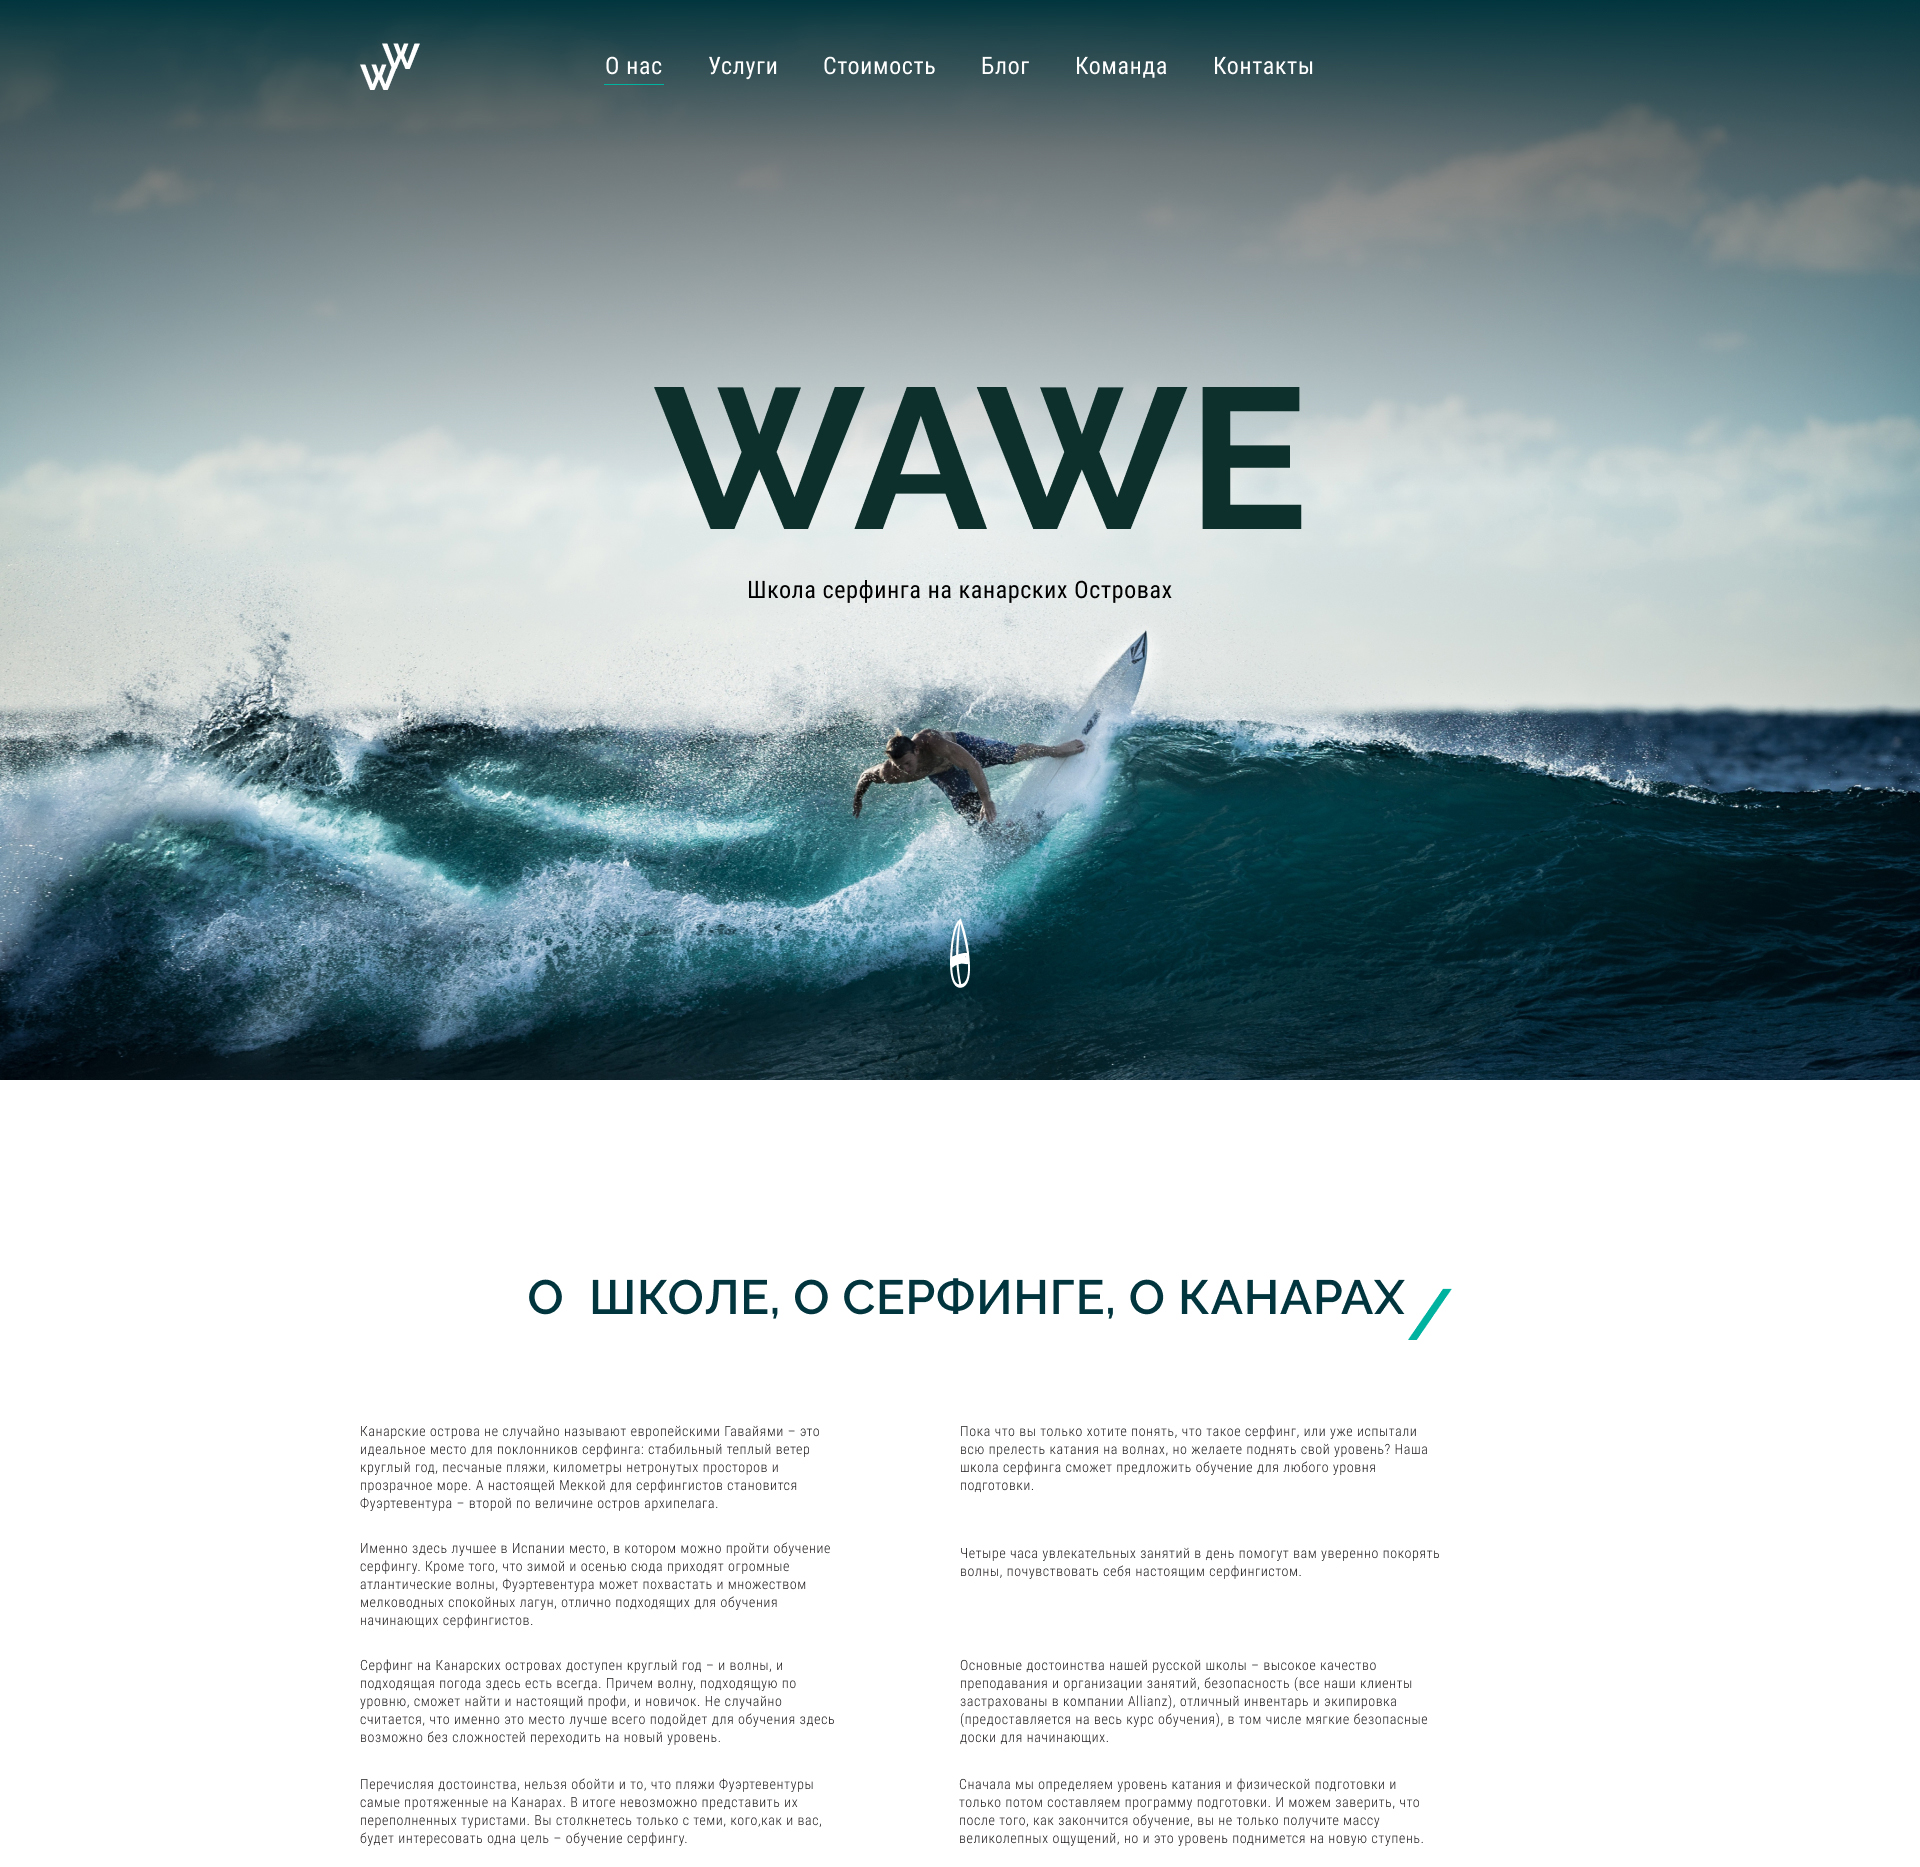 WW
О нас Услуги Стоимость Блог Команда Контакты
WAWE
Школа серфинга на канарских Островах
О ШКОЛЕ, О СЕРФИНГЕ, О КАНАРАХ
Канарские острова не случайно называют европейскими Гавайями – это
идеальное место для поклонников серфинга: стабильный теплый ветер
круглый год, песчаные пляжи, километры нетронутых просторов и
прозрачное море. А настоящей Меккой для серфингистов становится
Фуэртевентура – второй по величине остров архипелага.
Именно здесь лучшее в Испании место, в котором можно пройти обучение
серфингу. Кроме того, что зимой и осенью сюда приходят огромные
атлантические волны, Фуэртевентура может похвастать и множеством
мелководных спокойных лагун, отлично подходящих для обучения
начинающих серфингистов.
Серфинг на Канарских островах доступен круглый год – и волны, и
подходящая погода здесь есть всегда. Причем волну, подходящую по
уровню, сможет найти и настоящий профи, и новичок. Не случайно
считается, что именно это место лучше всего подойдет для обучения здесь
возможно без сложностей переходить на новый уровень.
Перечисляя достоинства, нельзя обойти и то, что пляжи Фуэртевентуры
самые протяженные на Канарах. В итоге невозможно представить их
переполненных туристами. Вы столкнетесь только с теми, кого,как и вас,
будет интересовать одна цель – обучение серфингу.
Пока что вы только хотите понять, что такое серфинг, или уже испытали
всю прелесть катания на волнах, но желаете поднять свой уровень? Наша
школа серфинга сможет предложить обучение для любого уровня
подготовки.
Четыре часа увлекательных занятий в день помогут вам уверенно покорять
волны, почувствовать себя настоящим серфингистом.
Основные достоинства нашей русской школы – высокое качество
преподавания и организации занятий, безопасность (все наши клиенты
застрахованы в компании Allianz), отличный инвентарь и экипировка
(предоставляется на весь курс обучения), в том числе мягкие безопасные
доски для начинающих.
Сначала мы определяем уровень катания и физической подготовки и
только потом составляем программу подготовки. И можем заверить, что
после того, как закончится обучение, вы не только получите массу
великолепных ощущений, но и это уровень поднимется на новую ступень.